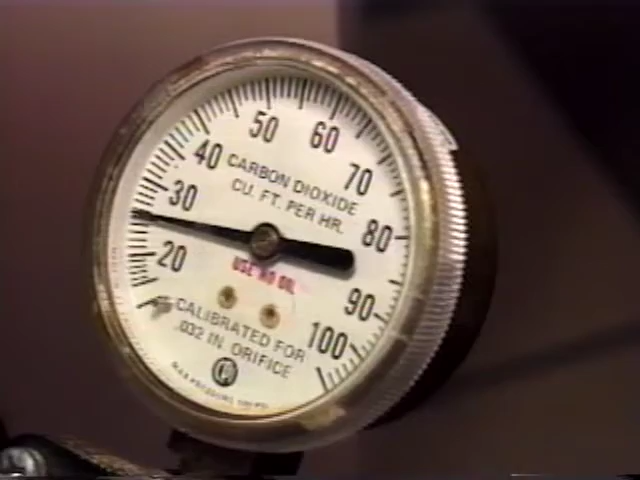 50
60
40
70
30
80
20
90
100
CARBON DIOXIDE
CU. FT. PER HR.
USE NO OIL
CALIBRATED FOR
.032 IN ORIFICE